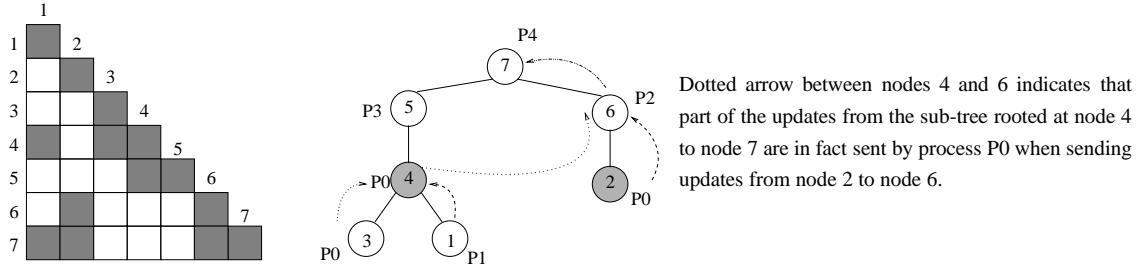 1
1 2
2 3
3 4
4 5
5 6
6 7
7
P4
7
P3 5 6 P2
P0 4 2 P0
3 1
P0 P1
Dotted arrow between nodes 4 and 6 indicates that
part of the updates from the sub-tree rooted at node 4
to node 7 are in fact sent by process P0 when sending
updates from node 2 to node 6.